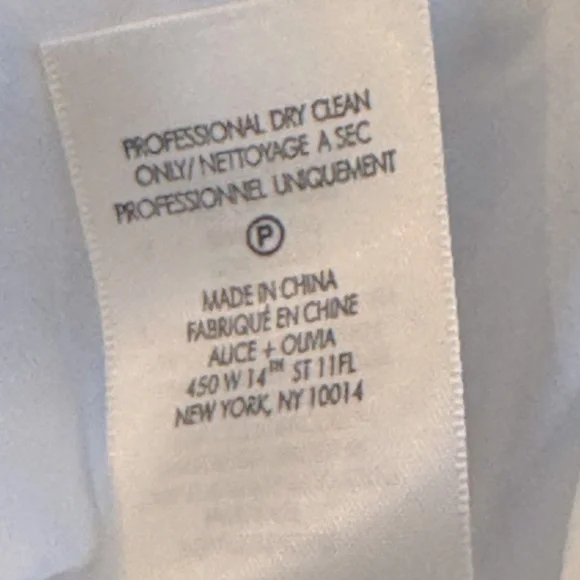 PROFESSIONAL DRY CLEAN
ONLY/ NETTOYAGE A SEC
PROFESSIONNEL UNIQUEMENT
P
MADE IN CHINA
FABRIQUÉ EN CHINE
ALICE + OLIVIA
450 W 14TH ST 11FL
NEW YORK, NY 10014